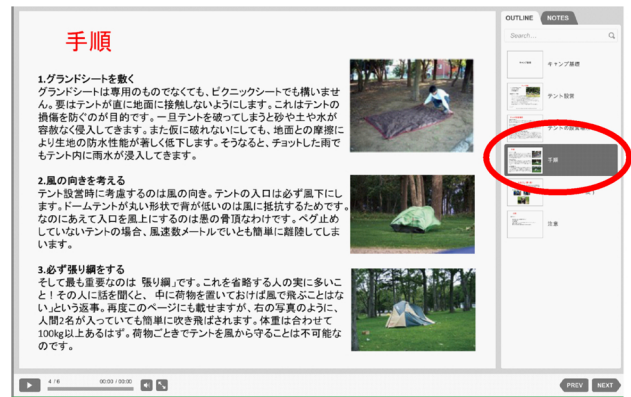 手順
1.グランドシートを敷く
グランドシートは専用のものでなくても、ピクニックシートでも構いませ
ん。要はテントが直に地面に接触しないようにします。これはテントの
損傷を防ぐのが目的です。一旦テントを破ってしまうと砂や土や水が
容赦なく侵入してきます。また仮に破れないにしても、地面との摩擦に
より生地の防水性能が著しく低下します。そうなると、チョットした雨で
もテント内に雨水が浸入してきます。
2.風の向きを考える
テント設営時に考慮するのは風の向き。テントの入口は必ず風下にし
ます。ドームテントが丸い形状で背が低いのは風に抵抗するためです。
なのにあえて入口を風上にするのは愚の骨頂なわけです。ペグ止め
していないテントの場合、風速数メートルでいとも簡単に離陸してしま
います。
3.必ず張り綱をする
そして最も重要なのは「張り綱」です。これを省略する人の実に多いこ
と！その人に話を聞くと、「中に荷物を置いておけば風で飛ぶことはな
い」という返事。再度このページにも載せますが、右の写真のように、
人間2名が入っていても簡単に吹き飛ばされます。体重は合わせて
100kg以上あるはず。荷物ごときでテントを風から守ることは不可能な
のです。
OUTLINE
NOTES
Search...
キャンプ基礎
テント設営
手順
注意
4 / 6
00:00 / 00:00
PREV
NEXT